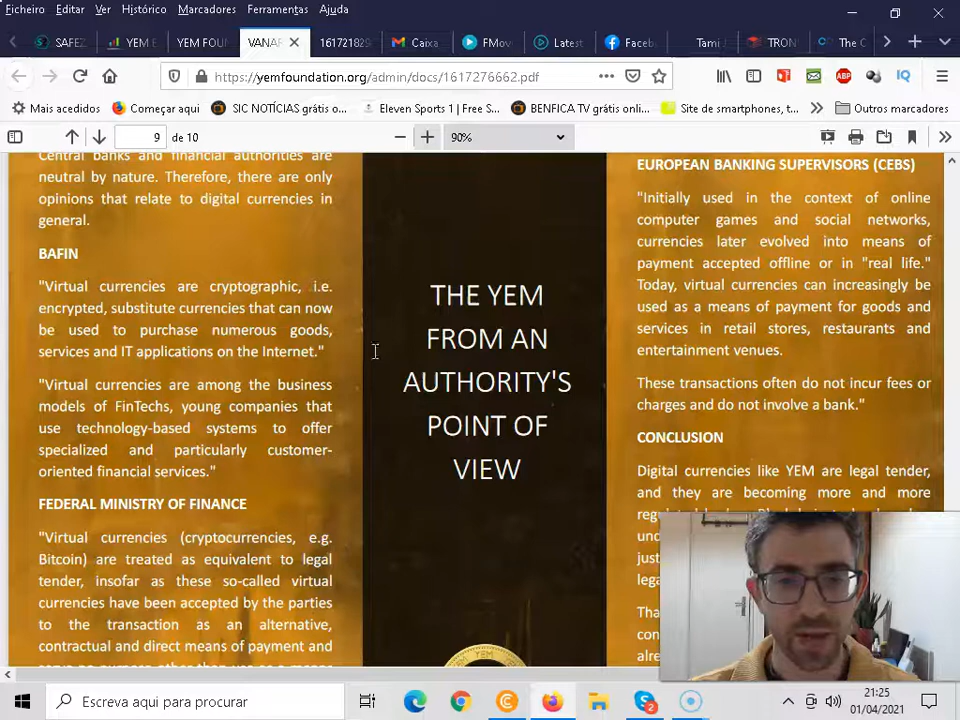 Ficheiro Editar Ver Histórico Marcadores Ferramentas Ajuda
SAFEZ YEM E YEM FOUN VANAR 161721829 Caixa FMov Latest Faceb Tami J TRON The C
https://yemfoundation.org/admin/docs/1617276662.pdf
ABP IQ
Mais acedidos Começar aqui SIC NOTÍCIAS grátis o... Eleven Sports 1 | Free S... BENFICA TV grátis onli... Site de smartphones, t... Outros marcadores
9 de 10 90%
Central banks and financial authorities are
neutral by nature. Therefore, there are only
opinions that relate to digital currencies in
general.
BAFIN
"Virtual currencies are cryptographic, i.e.
encrypted, substitute currencies that can now
be used to purchase numerous goods,
services and IT applications on the Internet."
"Virtual currencies are among the business
models of FinTechs, young companies that
use technology-based systems to offer
specialized and particularly customer-
oriented financial services."
FEDERAL MINISTRY OF FINANCE
"Virtual currencies (cryptocurrencies, e.g.
Bitcoin) are treated as equivalent to legal
tender, insofar as these so-called virtual
currencies have been accepted by the parties
to the transaction as an alternative,
contractual and direct means of payment and
THE YEM
FROM AN
AUTHORITY'S
POINT OF
VIEW
YEM
EUROPEAN BANKING SUPERVISORS (CEBS)
"Initially used in the context of online
computer games and social networks,
currencies later evolved into means of
payment accepted offline or in "real life."
Today, virtual currencies can increasingly be
used as a means of payment for goods and
services in retail stores, restaurants and
entertainment venues.
These transactions often do not incur fees or
charges and do not involve a bank."
CONCLUSION
Digital currencies like YEM are legal tender,
and they are becoming more and more
Escreve aqui para procurar
2
21:25
01/04/2021